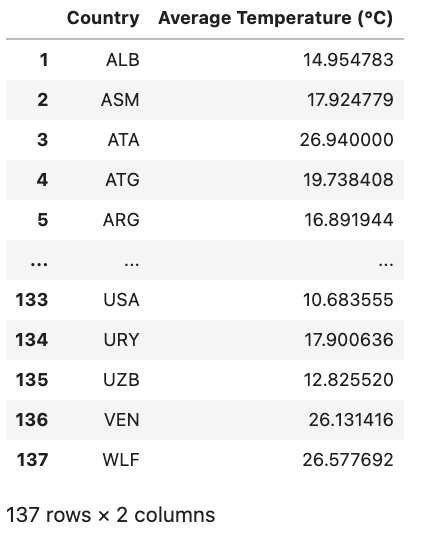 Country Average Temperature (°C)
1 ALB 14.954783
2 ASM 17.924779
3 ATA 26.940000
4 ATG 19.738408
5 ARG 16.891944
... ... ...
133 USA 10.683555
134 URY 17.900636
135 UZB 12.825520
136 VEN 26.131416
137 WLF 26.577692
137 rows × 2 columns